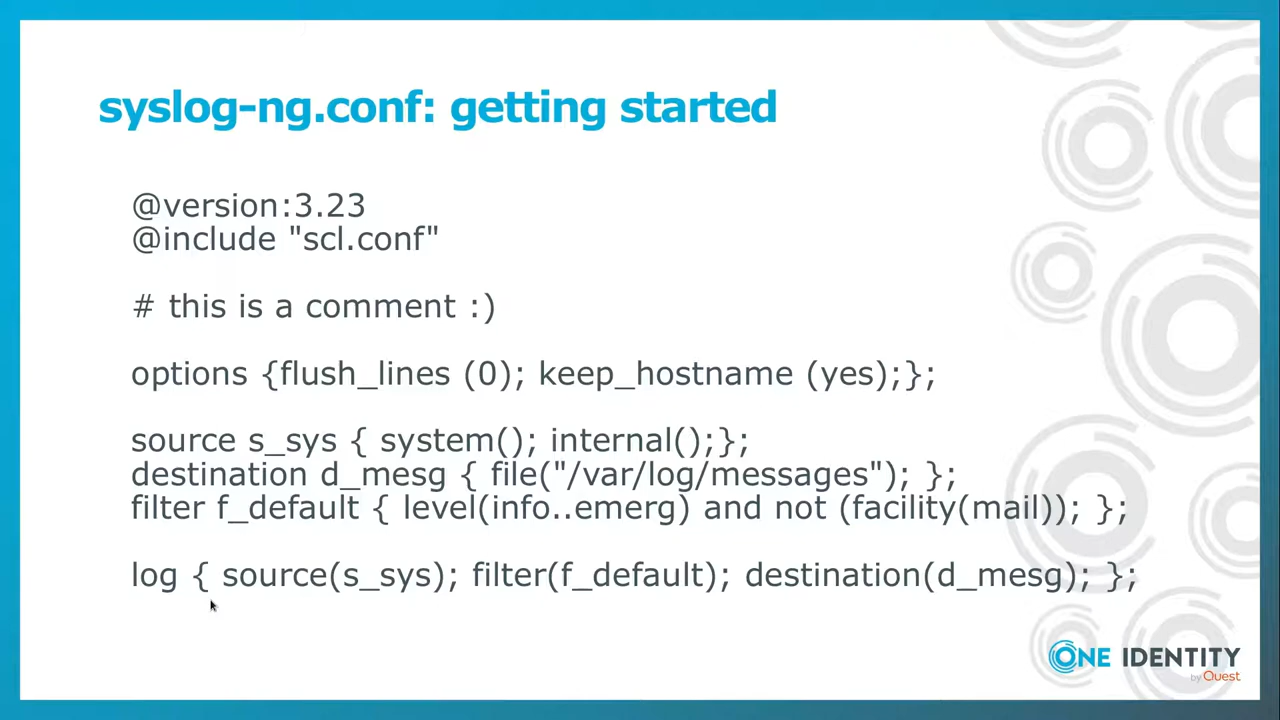 syslog-ng.conf: getting started
@version:3.23
@include "scl.conf"
# this is a comment :)
options {flush_lines (0); keep_hostname (yes);};
source s_sys { system(); internal();};
destination d_mesg { file("/var/log/messages"); };
filter f_default { level(info..emerg) and not (facility(mail)); };
log { source(s_sys); filter(f_default); destination(d_mesg); };
ONE IDENTITY
by Quest